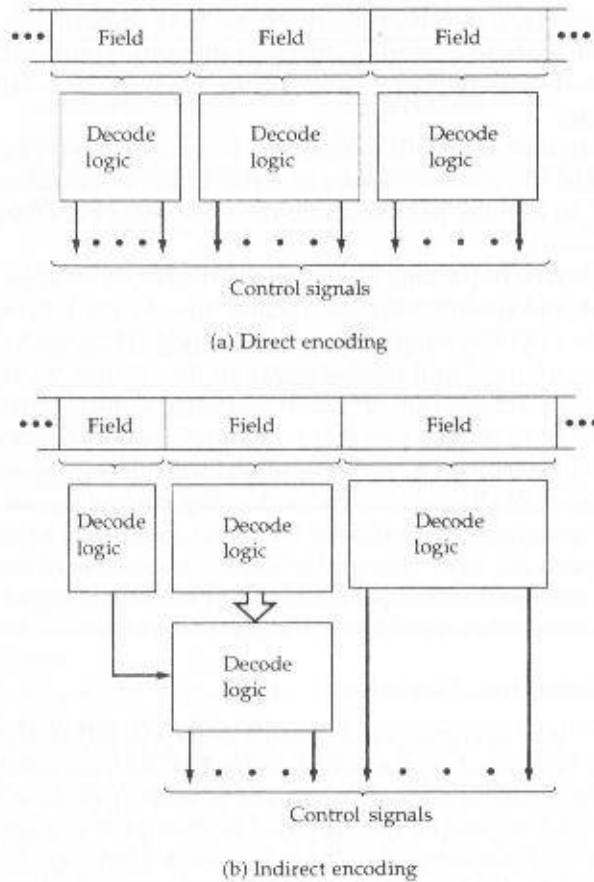 Field Field Field
Decode logic
Decode logic
Decode logic
Control signals
(a) Direct encoding
Field Field Field
Decode logic
Decode logic
Decode logic
Decode logic
Control signals
(b) Indirect encoding